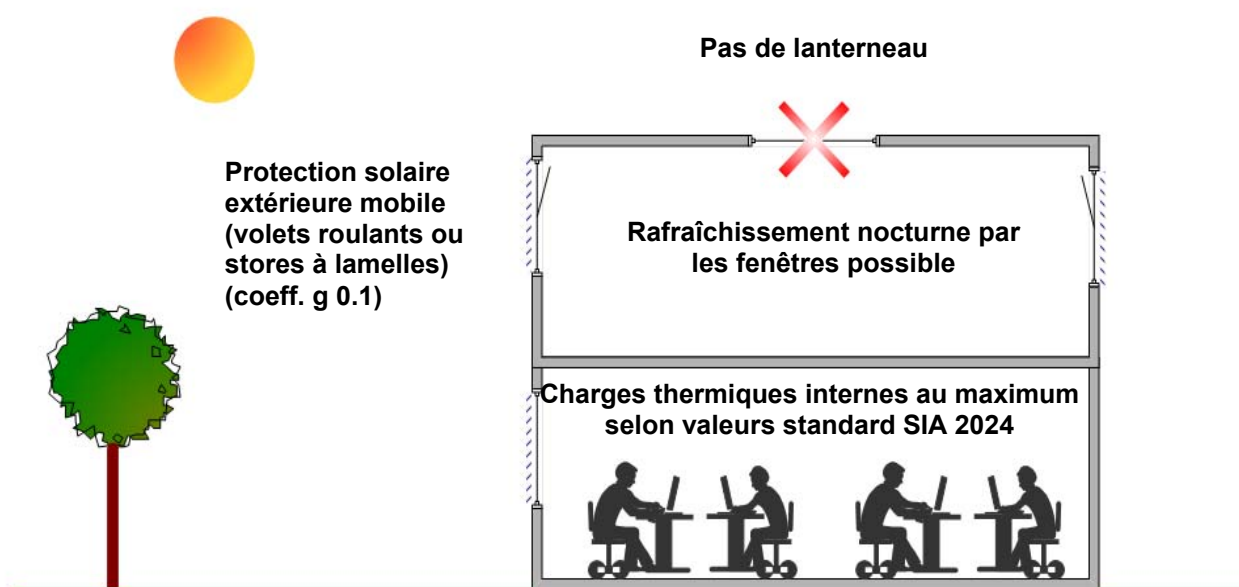 Pas de lanterneau
Protection solaire
extérieure mobile
(volets roulants ou
stores à lamelles)
(coeff. g 0.1)
Rafraîchissement nocturne par
les fenêtres possible
Charges thermiques internes au maximum
selon valeurs standard SIA 2024